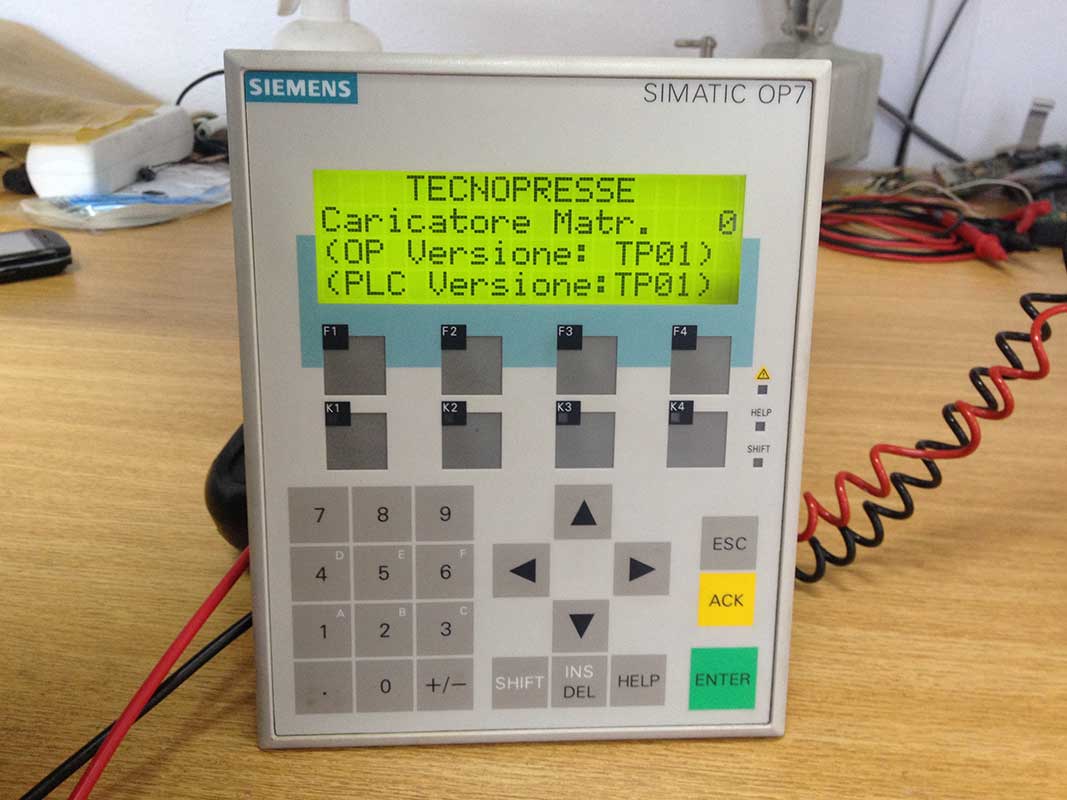 SIEMENS
SIMATIC OP7
TECNOPRESSE
Caricatore Matr. 0
(OP Versione: TP01)
(PLC Versione:TP01)
F1 F2 F3 F4
K1 K2 K3 K4
HELP
SHIFT
7 8 9
D E F
4 5 6
A B C
1 2 3
. 0 +/−
ESC
ACK
SHIFT
INS
DEL
HELP
ENTER